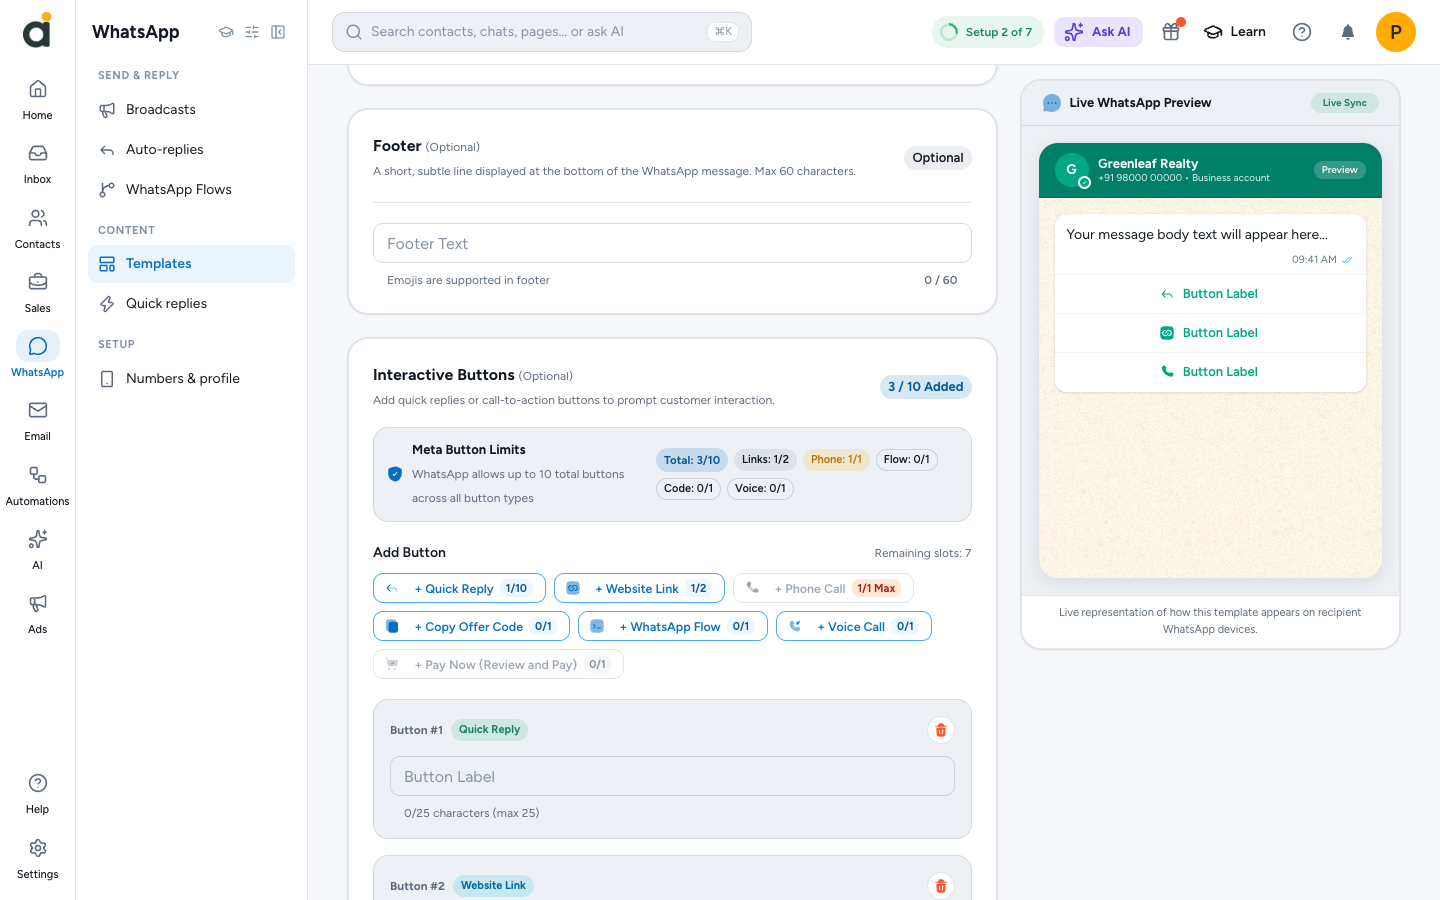 WhatsApp
Search contacts, chats, pages... or ask AI
⌘K
Setup 2 of 7
Ask AI
Learn
P
Home
Inbox
Contacts
Sales
WhatsApp
Email
Automations
AI
Ads
Help
Settings
SEND & REPLY
Broadcasts
Auto-replies
WhatsApp Flows
CONTENT
Templates
Quick replies
SETUP
Numbers & profile
Footer (Optional)
A short, subtle line displayed at the bottom of the WhatsApp message. Max 60 characters.
Optional
Footer Text
Emojis are supported in footer
0 / 60
Interactive Buttons (Optional)
Add quick replies or call-to-action buttons to prompt customer interaction.
3 / 10 Added
Meta Button Limits
WhatsApp allows up to 10 total buttons
across all button types
Total: 3/10
Links: 1/2
Phone: 1/1
Flow: 0/1
Code: 0/1
Voice: 0/1
Add Button
Remaining slots: 7
+ Quick Reply 1/10
+ Website Link 1/2
+ Phone Call 1/1 Max
+ Copy Offer Code 0/1
+ WhatsApp Flow 0/1
+ Voice Call 0/1
+ Pay Now (Review and Pay) 0/1
Button #1 Quick Reply
Button Label
0/25 characters (max 25)
Button #2 Website Link
Live WhatsApp Preview
Live Sync
G
Greenleaf Realty
+91 98000 00000 • Business account
Preview
Your message body text will appear here...
09:41 AM
Button Label
Button Label
Button Label
Live representation of how this template appears on recipient
WhatsApp devices.